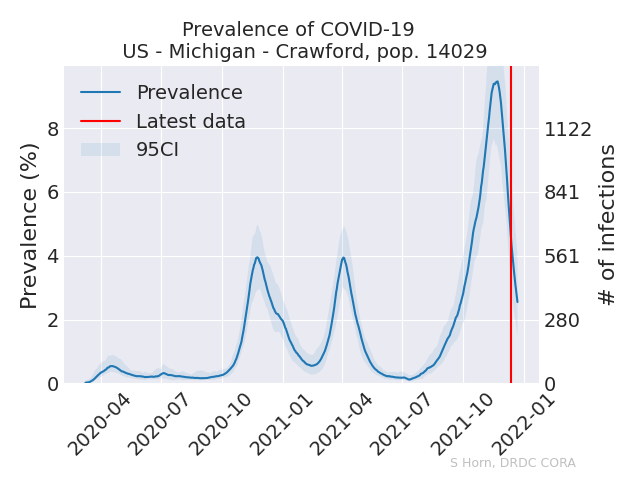 Prevalence of COVID-19
US - Michigan - Crawford, pop. 14029
Prevalence
Latest data
95CI
Prevalence (%)
0
2
4
6
8
# of infections
0
280
561
841
1122
2020-04
2020-07
2020-10
2021-01
2021-04
2021-07
2021-10
2022-01
S Horn, DRDC CORA